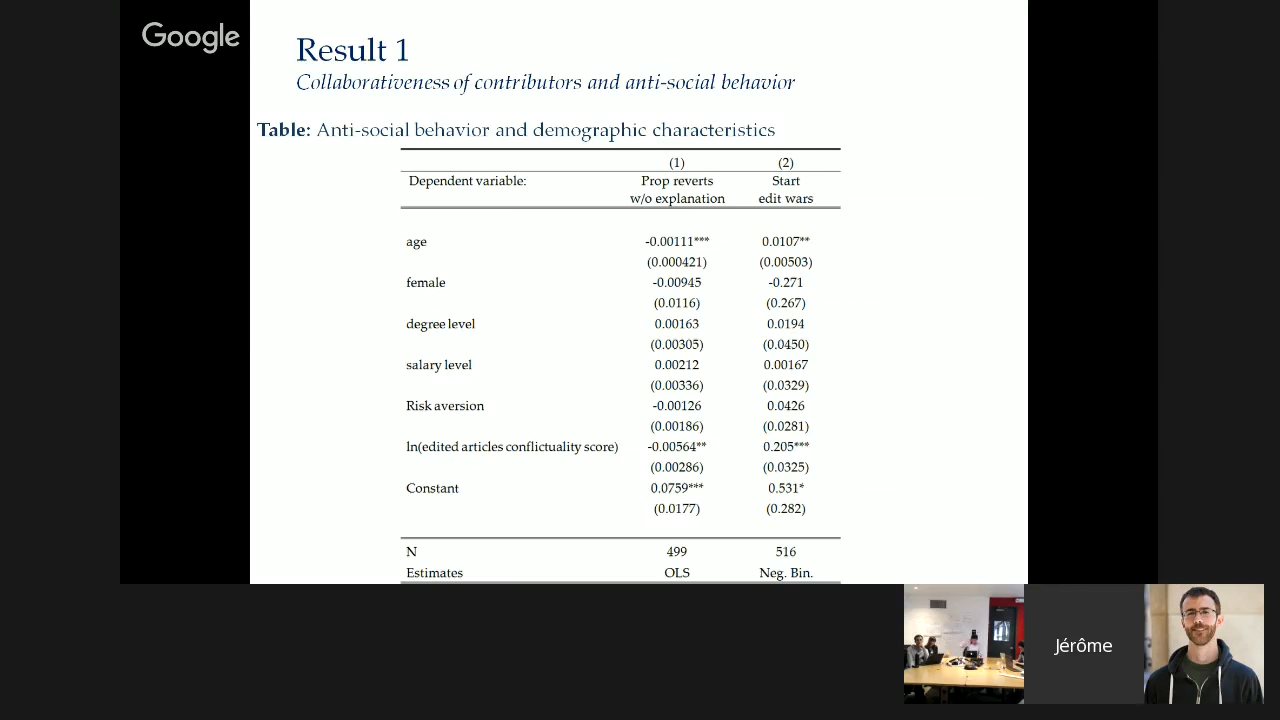 Google
Result 1
Collaborativeness of contributors and anti-social behavior
Table: Anti-social behavior and demographic characteristics
(1) (2)
Dependent variable: Prop reverts Start
w/o explanation edit wars
age -0.00111*** 0.0107**
(0.000421) (0.00503)
female -0.00945 -0.271
(0.0116) (0.267)
degree level 0.00163 0.0194
(0.00305) (0.0450)
salary level 0.00212 0.00167
(0.00336) (0.0329)
Risk aversion -0.00126 0.0426
(0.00186) (0.0281)
ln(edited articles conflictuality score) -0.00564** 0.205***
(0.00286) (0.0325)
Constant 0.0759*** 0.531*
(0.0177) (0.282)
N 499 516
Estimates OLS Neg. Bin.
Jérôme